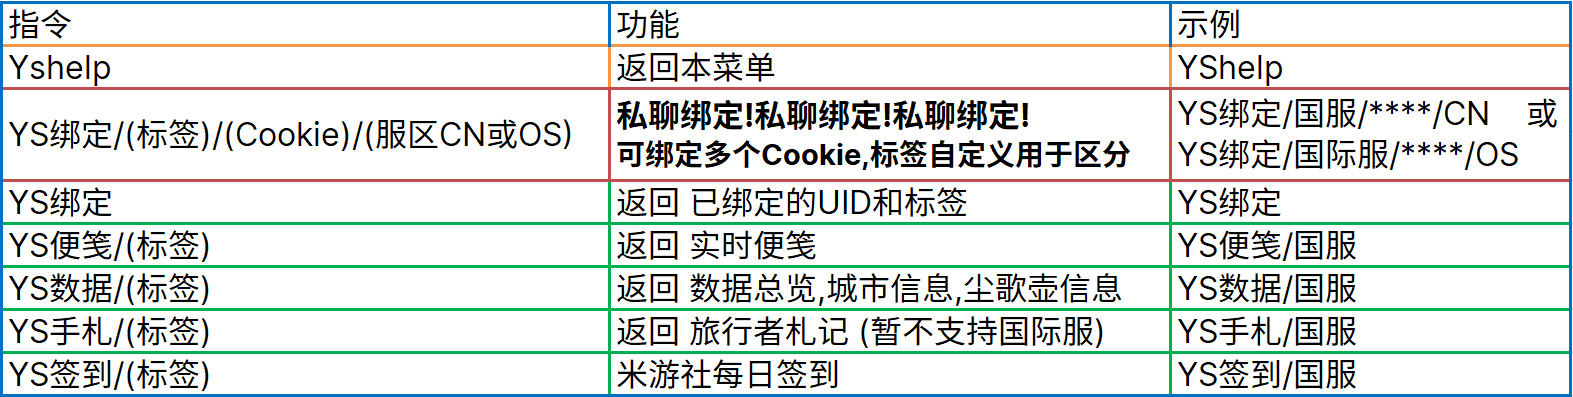 指令 功能 示例
Yshelp 返回本菜单 YShelp
YS绑定/(标签)/(Cookie)/(服区CN或OS)
私聊绑定!私聊绑定!私聊绑定!
可绑定多个Cookie,标签自定义用于区分
YS绑定/国服/****/CN 或
YS绑定/国际服/****/OS
YS绑定 返回 已绑定的UID和标签 YS绑定
YS便笺/(标签) 返回 实时便笺 YS便笺/国服
YS数据/(标签) 返回 数据总览,城市信息,尘歌壶信息 YS数据/国服
YS手札/(标签) 返回 旅行者札记 (暂不支持国际服) YS手札/国服
YS签到/(标签) 米游社每日签到 YS签到/国服